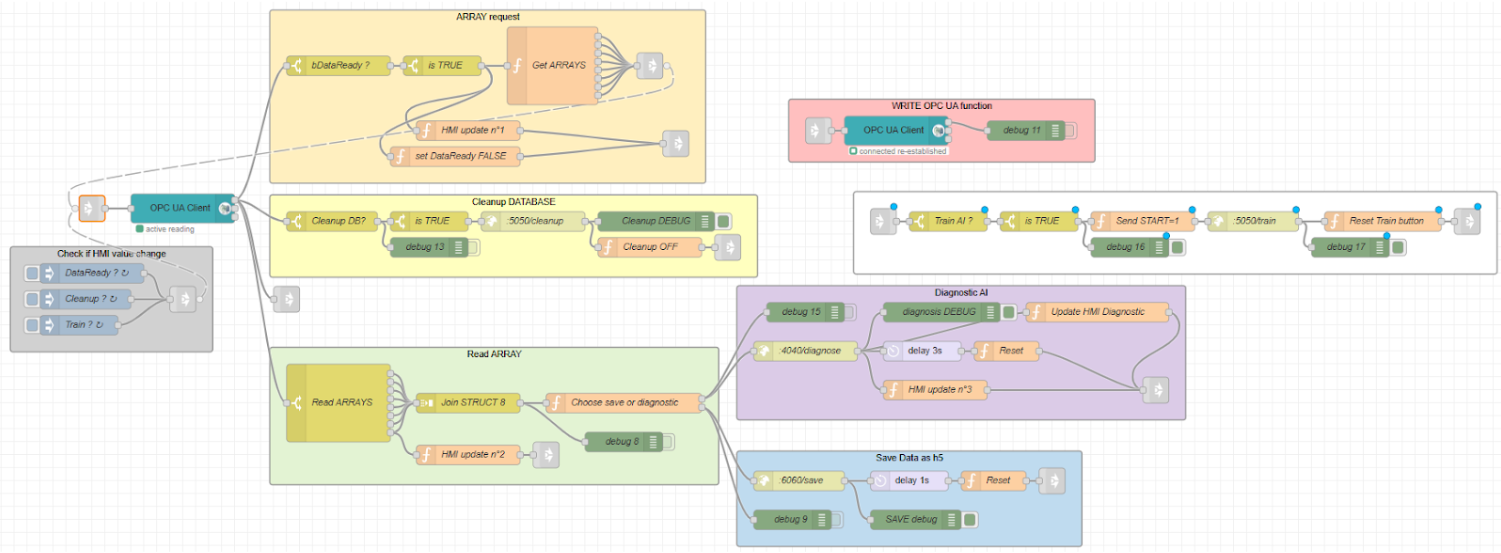 ARRAY request
bDataReady ?
is TRUE
Get ARRAYS
HMI update n°1
set DataReady FALSE
WRITE OPC UA function
OPC UA Client
debug 11
connected re-established
OPC UA Client
active reading
Cleanup DATABASE
Cleanup DB?
is TRUE
:5050/cleanup
Cleanup DEBUG
debug 13
Cleanup OFF
Train AI ?
is TRUE
Send START=1
:5050/train
Reset Train button
debug 16
debug 17
Check if HMI value change
DataReady ? ↻
Cleanup ? ↻
Train ? ↻
Read ARRAY
Read ARRAYS
Join STRUCT 8
Choose save or diagnostic
debug 8
HMI update n°2
Diagnostic AI
debug 15
diagnosis DEBUG
Update HMI Diagnostic
:4040/diagnose
delay 3s
Reset
HMI update n°3
Save Data as h5
:6060/save
delay 1s
Reset
debug 9
SAVE debug